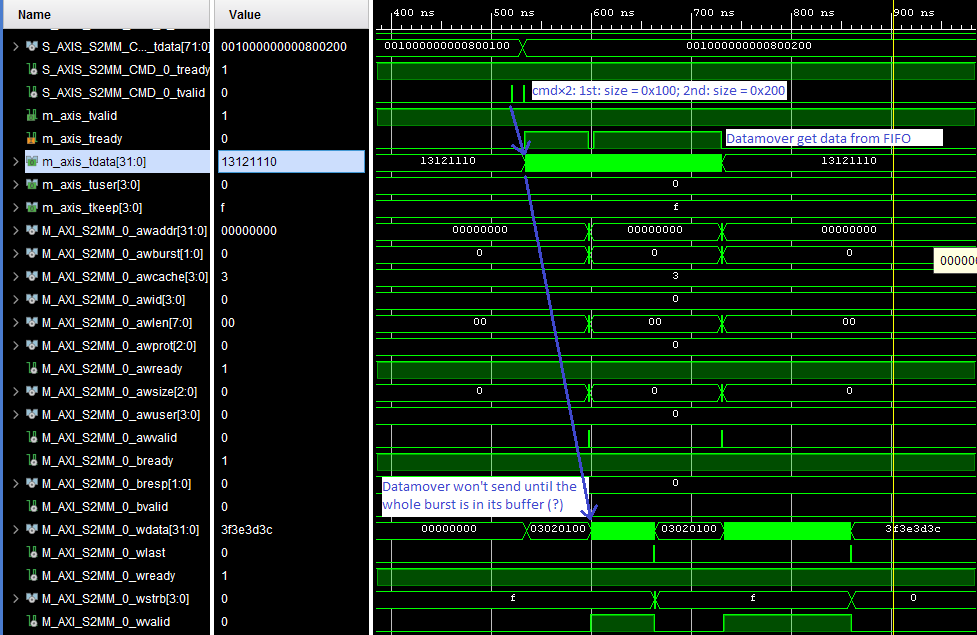 Name Value
400 ns 500 ns 600 ns 700 ns 800 ns 900 ns
S_AXIS_S2MM_C..._tdata[71:0] 001000000000800200 001000000000800100 001000000000800200
S_AXIS_S2MM_CMD_0_tready 1
S_AXIS_S2MM_CMD_0_tvalid 0 cmd×2: 1st: size = 0x100; 2nd: size = 0x200
m_axis_tvalid 1
m_axis_tready 0 Datamover get data from FIFO
m_axis_tdata[31:0] 13121110 13121110 13121110
m_axis_tuser[3:0] 0 0
m_axis_tkeep[3:0] f f
M_AXI_S2MM_0_awaddr[31:0] 00000000 00000000 00000000 00000000
M_AXI_S2MM_0_awburst[1:0] 0 0 0 0 000000
M_AXI_S2MM_0_awcache[3:0] 3 3
M_AXI_S2MM_0_awid[3:0] 0 0
M_AXI_S2MM_0_awlen[7:0] 00 00 00 00
M_AXI_S2MM_0_awprot[2:0] 0 0
M_AXI_S2MM_0_awready 1
M_AXI_S2MM_0_awsize[2:0] 0 0 0 0
M_AXI_S2MM_0_awuser[3:0] 0 0
M_AXI_S2MM_0_awvalid 0
M_AXI_S2MM_0_bready 1
M_AXI_S2MM_0_bresp[1:0] 0 0
Datamover won't send until the
whole burst is in its buffer (?)
M_AXI_S2MM_0_bvalid 0
M_AXI_S2MM_0_wdata[31:0] 3f3e3d3c 00000000 03020100 03020100 3f3e3d3c
M_AXI_S2MM_0_wlast 0
M_AXI_S2MM_0_wready 1
M_AXI_S2MM_0_wstrb[3:0] 0 f f 0
M_AXI_S2MM_0_wvalid 0